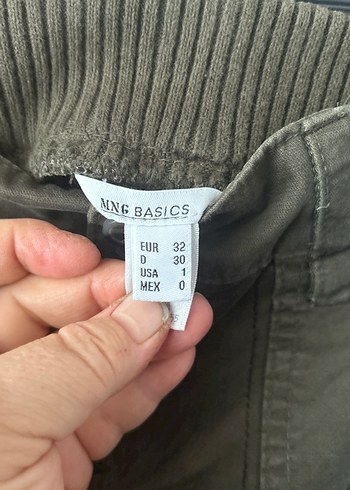 MNG BASICS
EUR 32
D 30
USA 1
MEX 0